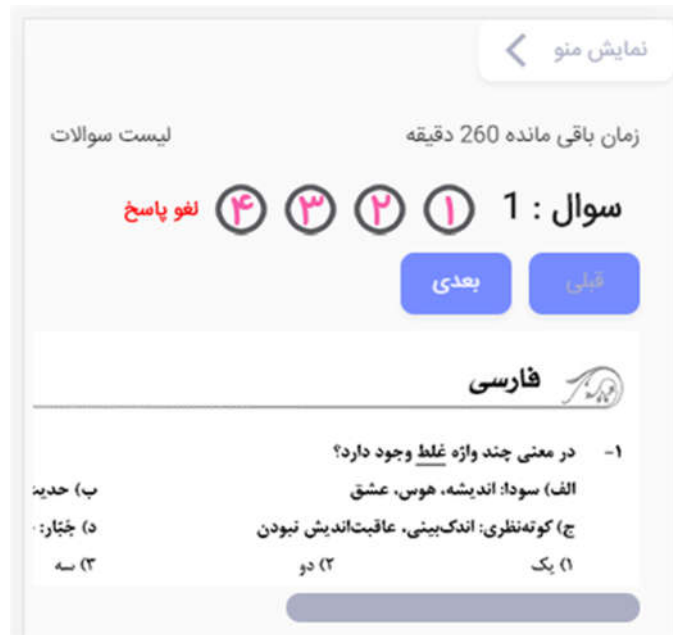 نمایش منو
زمان باقی مانده 260 دقیقه لیست سوالات
سوال : 1 ۱ ۲ ۳ ۴ لغو پاسخ
قبلی بعدی
فارسی
۱- در معنی چند واژه غلط وجود دارد؟
الف) سودا: اندیشه، هوس، عشق ب)
ج) کوته‌نظری: اندک‌بینی، عاقبت‌اندیش نبودن د) جَبّار:
۱) یک ۲) دو ۳) سه